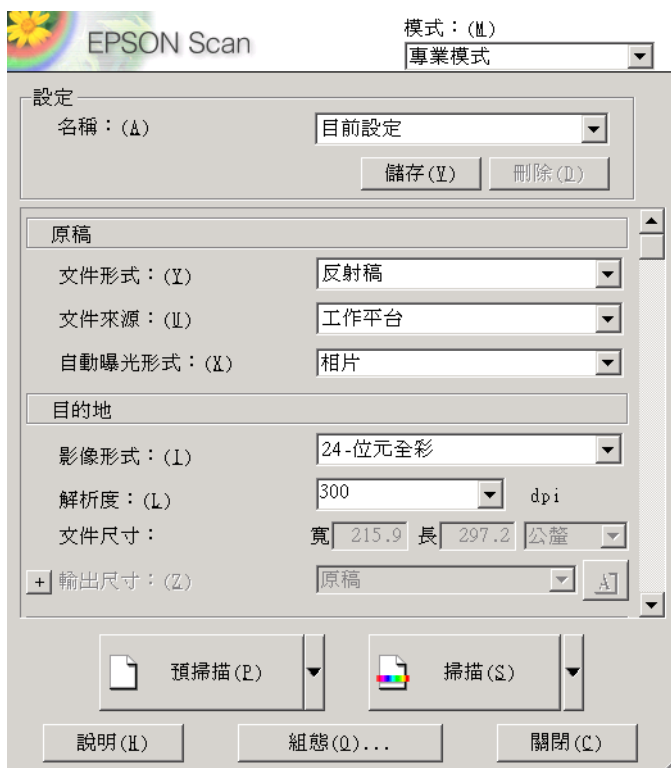 EPSON Scan
模式：(M)
專業模式
設定
名稱：(A) 目前設定
儲存(V) 刪除(D)
原稿
文件形式：(Y) 反射稿
文件來源：(U) 工作平台
自動曝光形式：(X) 相片
目的地
影像形式：(I) 24-位元全彩
解析度：(L) 300 dpi
文件尺寸： 寬 215.9 長 297.2 公釐
+ 輸出尺寸：(Z) 原稿 A
預掃描(P) 掃描(S)
說明(H) 組態(O)... 關閉(C)